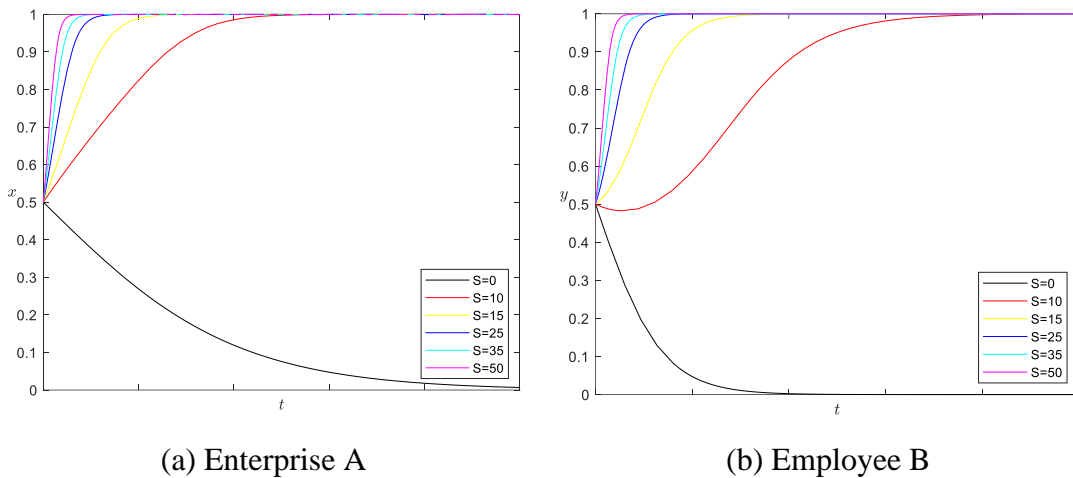 1
0.9
0.8
0.7
0.6
x
0.5
0.4
0.3
0.2
0.1
0
t
S=0
S=10
S=15
S=25
S=35
S=50
(a) Enterprise A
1
0.9
0.8
0.7
0.6
y
0.5
0.4
0.3
0.2
0.1
0
t
S=0
S=10
S=15
S=25
S=35
S=50
(b) Employee B